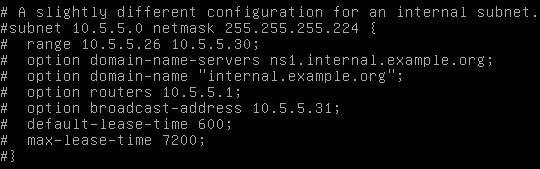 # A slightly different configuration for an internal subnet.
#subnet 10.5.5.0 netmask 255.255.255.224 {
#  range 10.5.5.26 10.5.5.30;
#  option domain-name-servers ns1.internal.example.org;
#  option domain-name "internal.example.org";
#  option routers 10.5.5.1;
#  option broadcast-address 10.5.5.31;
#  default-lease-time 600;
#  max-lease-time 7200;
#}